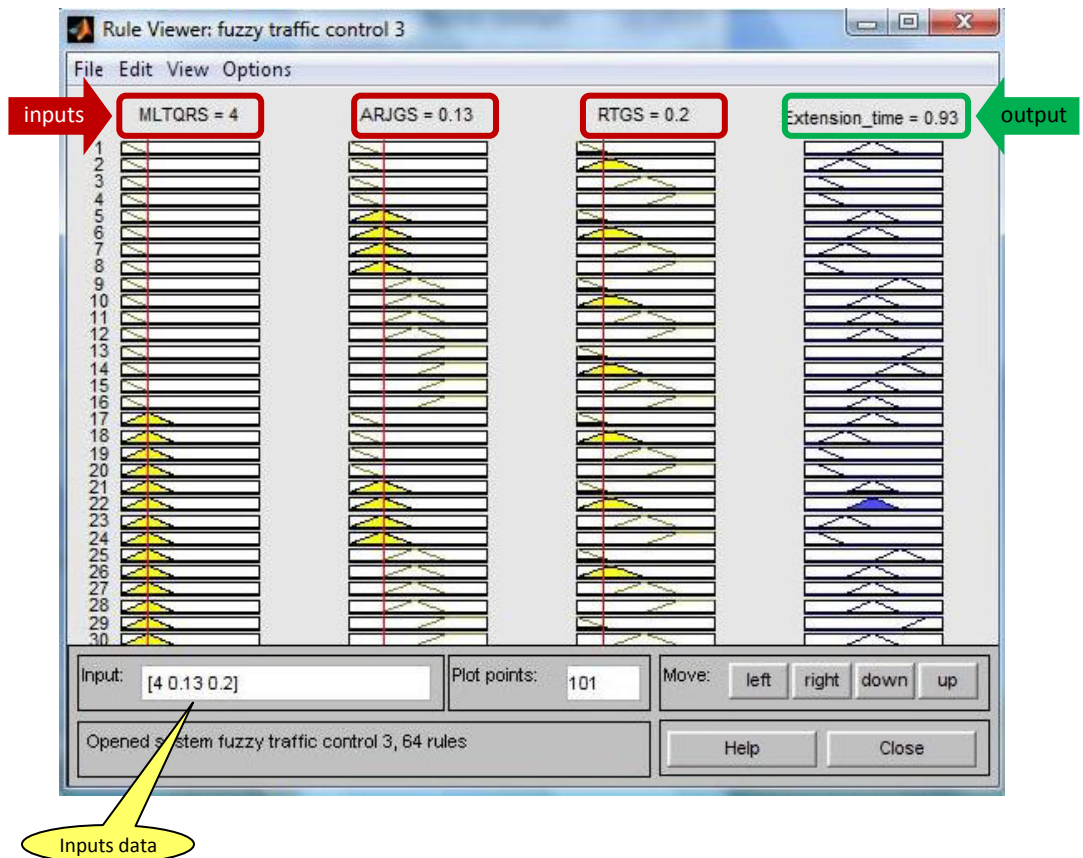 Rule Viewer: fuzzy traffic control 3
File Edit View Options
inputs
MLTQRS = 4
ARJGS = 0.13
RTGS = 0.2
Extension_time = 0.93
output
1
2
3
4
5
6
7
8
9
10
11
12
13
14
15
16
17
18
19
20
21
22
23
24
25
26
27
28
29
30
Input:
[4 0.13 0.2]
Plot points:
101
Move:
left
right
down
up
Opened system fuzzy traffic control 3, 64 rules
Help
Close
Inputs data